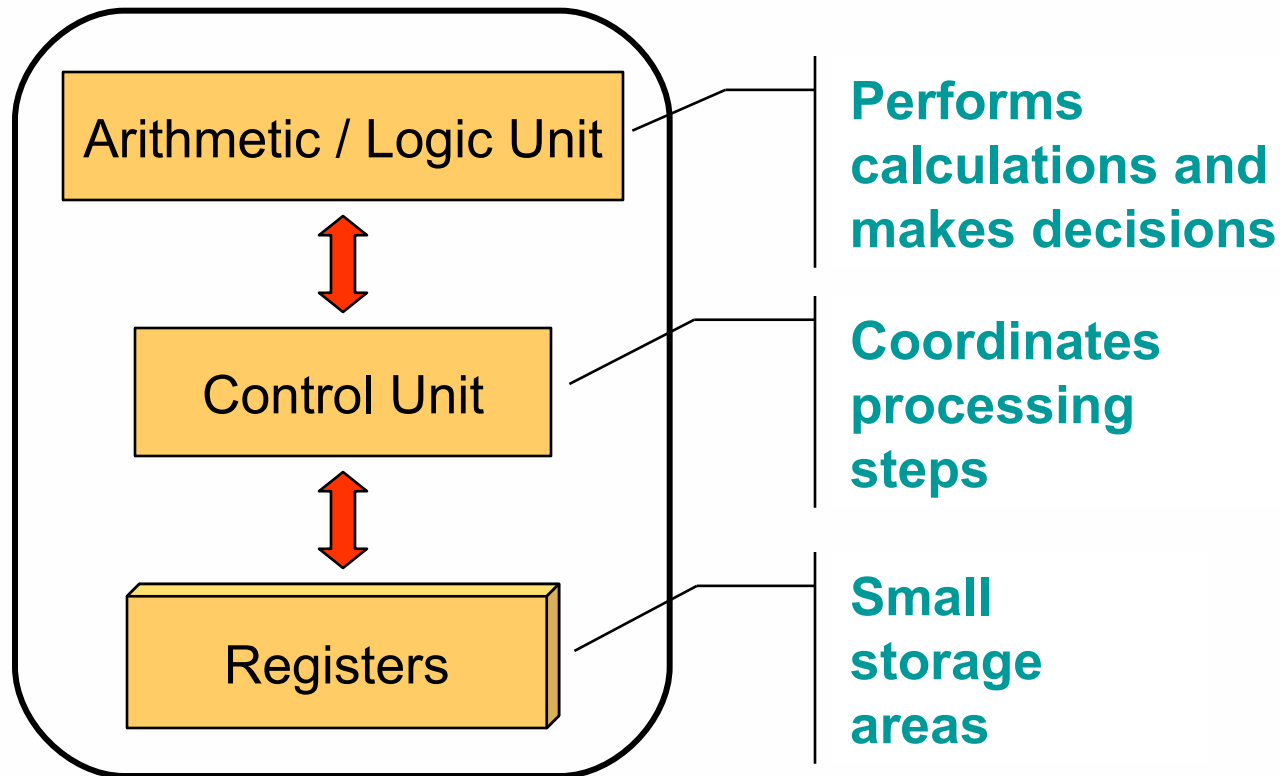 Arithmetic / Logic Unit
Performs
calculations and
makes decisions
Control Unit
Coordinates
processing
steps
Registers
Small
storage
areas